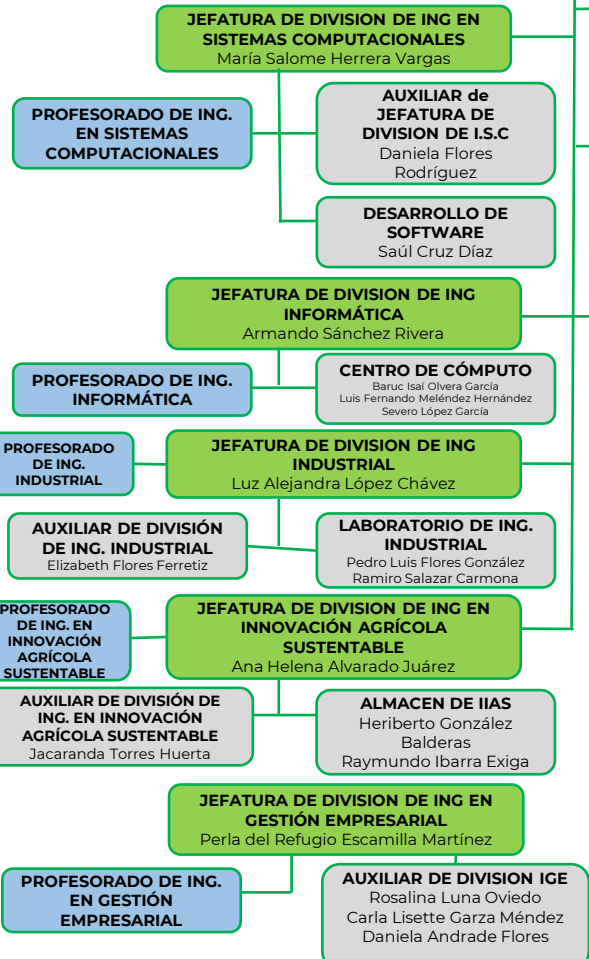 JEFATURA DE DIVISION DE ING EN
SISTEMAS COMPUTACIONALES
María Salome Herrera Vargas
PROFESORADO DE ING.
EN SISTEMAS
COMPUTACIONALES
AUXILIAR de
JEFATURA DE
DIVISION DE I.S.C
Daniela Flores
Rodríguez
DESARROLLO DE
SOFTWARE
Saúl Cruz Díaz
JEFATURA DE DIVISION DE ING
INFORMÁTICA
Armando Sánchez Rivera
PROFESORADO DE ING.
INFORMÁTICA
CENTRO DE CÓMPUTO
Baruc Isaí Olvera García
Luis Fernando Meléndez Hernández
Severo López García
PROFESORADO
DE ING.
INDUSTRIAL
JEFATURA DE DIVISION DE ING
INDUSTRIAL
Luz Alejandra López Chávez
AUXILIAR DE DIVISIÓN
DE ING. INDUSTRIAL
Elizabeth Flores Ferretiz
LABORATORIO DE ING.
INDUSTRIAL
Pedro Luis Flores González
Ramiro Salazar Carmona
PROFESORADO
DE ING. EN
INNOVACIÓN
AGRÍCOLA
SUSTENTABLE
JEFATURA DE DIVISION DE ING EN
INNOVACIÓN AGRÍCOLA
SUSTENTABLE
Ana Helena Alvarado Juárez
AUXILIAR DE DIVISIÓN DE
ING. EN INNOVACIÓN
AGRÍCOLA SUSTENTABLE
Jacaranda Torres Huerta
ALMACEN DE IIAS
Heriberto González
Balderas
Raymundo Ibarra Exiga
JEFATURA DE DIVISION DE ING EN
GESTIÓN EMPRESARIAL
Perla del Refugio Escamilla Martínez
PROFESORADO DE ING.
EN GESTIÓN
EMPRESARIAL
AUXILIAR DE DIVISION IGE
Rosalina Luna Oviedo
Carla Lisette Garza Méndez
Daniela Andrade Flores